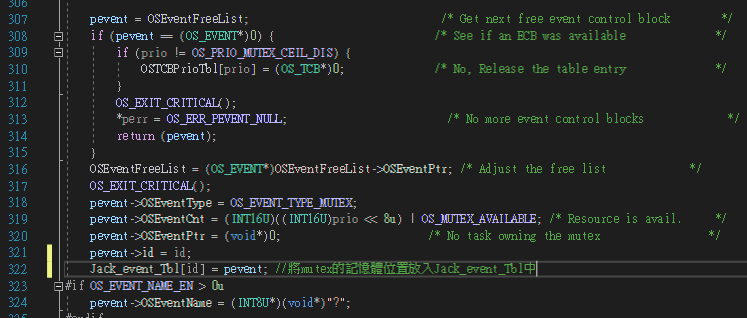 306
307 pevent = OSEventFreeList; /* Get next free event control block */
308 if (pevent == (OS_EVENT*)0) { /* See if an ECB was available */
309 if (prio != OS_PRIO_MUTEX_CEIL_DIS) {
310 OSTCBPrioTbl[prio] = (OS_TCB*)0; /* No, Release the table entry */
311 }
312 OS_EXIT_CRITICAL();
313 *perr = OS_ERR_PEVENT_NULL; /* No more event control blocks */
314 return (pevent);
315 }
316 OSEventFreeList = (OS_EVENT*)OSEventFreeList->OSEventPtr; /* Adjust the free list */
317 OS_EXIT_CRITICAL();
318 pevent->OSEventType = OS_EVENT_TYPE_MUTEX;
319 pevent->OSEventCnt = (INT16U)((INT16U)prio << 8u) | OS_MUTEX_AVAILABLE; /* Resource is avail. */
320 pevent->OSEventPtr = (void*)0; /* No task owning the mutex */
321 pevent->id = id;
322 Jack_event_Tbl[id] = pevent; //將mutex的記憶體位置放入Jack_event_Tbl中
323 #if OS_EVENT_NAME_EN > 0u
324 pevent->OSEventName = (INT8U*)(void*)"?";
#endif